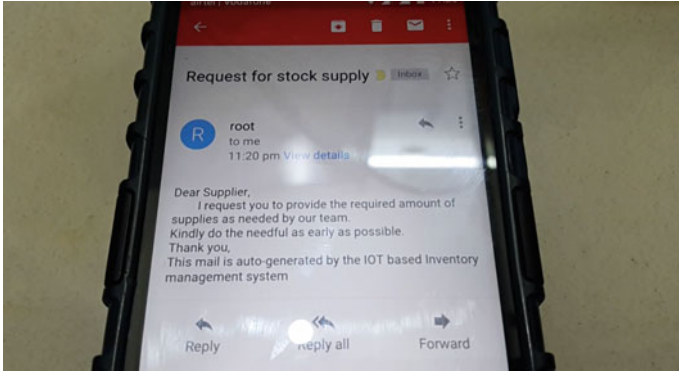 airtel | Vodafone
Request for stock supply Inbox
R
root
to me
11:20 pm View details
Dear Supplier,
I request you to provide the required amount of
supplies as needed by our team.
Kindly do the needful as early as possible.
Thank you,
This mail is auto-generated by the IOT based Inventory
management system
Reply Reply all Forward